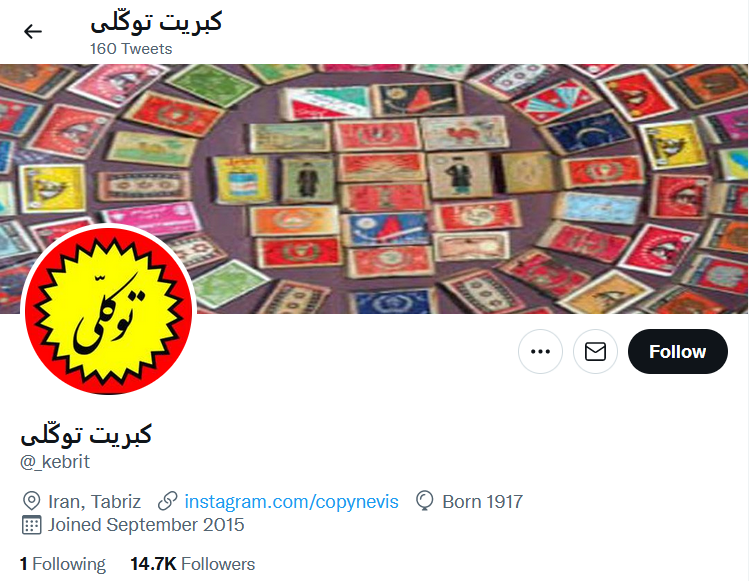 کبریت توکّلی
160 Tweets
توکّلی
Follow
کبریت توکّلی
@_kebrit
Iran, Tabriz instagram.com/copynevis Born 1917
Joined September 2015
1 Following 14.7K Followers